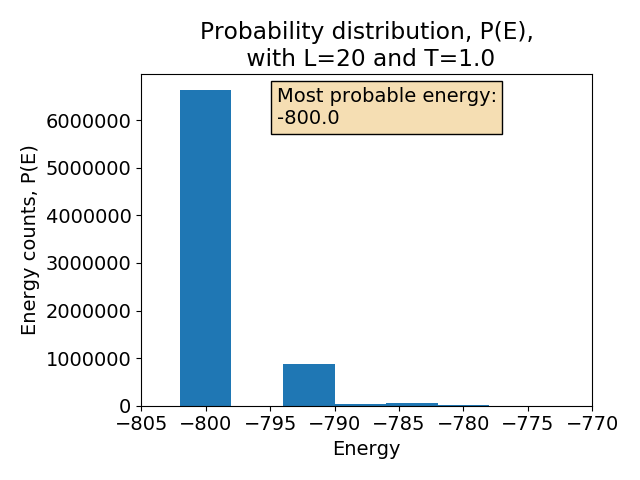 Probability distribution, P(E),
with L=20 and T=1.0
Most probable energy:
-800.0
Energy counts, P(E)
6000000
5000000
4000000
3000000
2000000
1000000
0
−805 −800 −795 −790 −785 −780 −775 −770
Energy